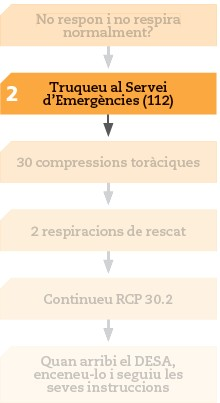 No respon i no respira
normalment?
2
Truqueu al Servei
d'Emergències (112)
30 compressions toràciques
2 respiracions de rescat
Continueu RCP 30.2
Quan arribi el DESA,
enceneu-lo i seguiu les
seves instruccions